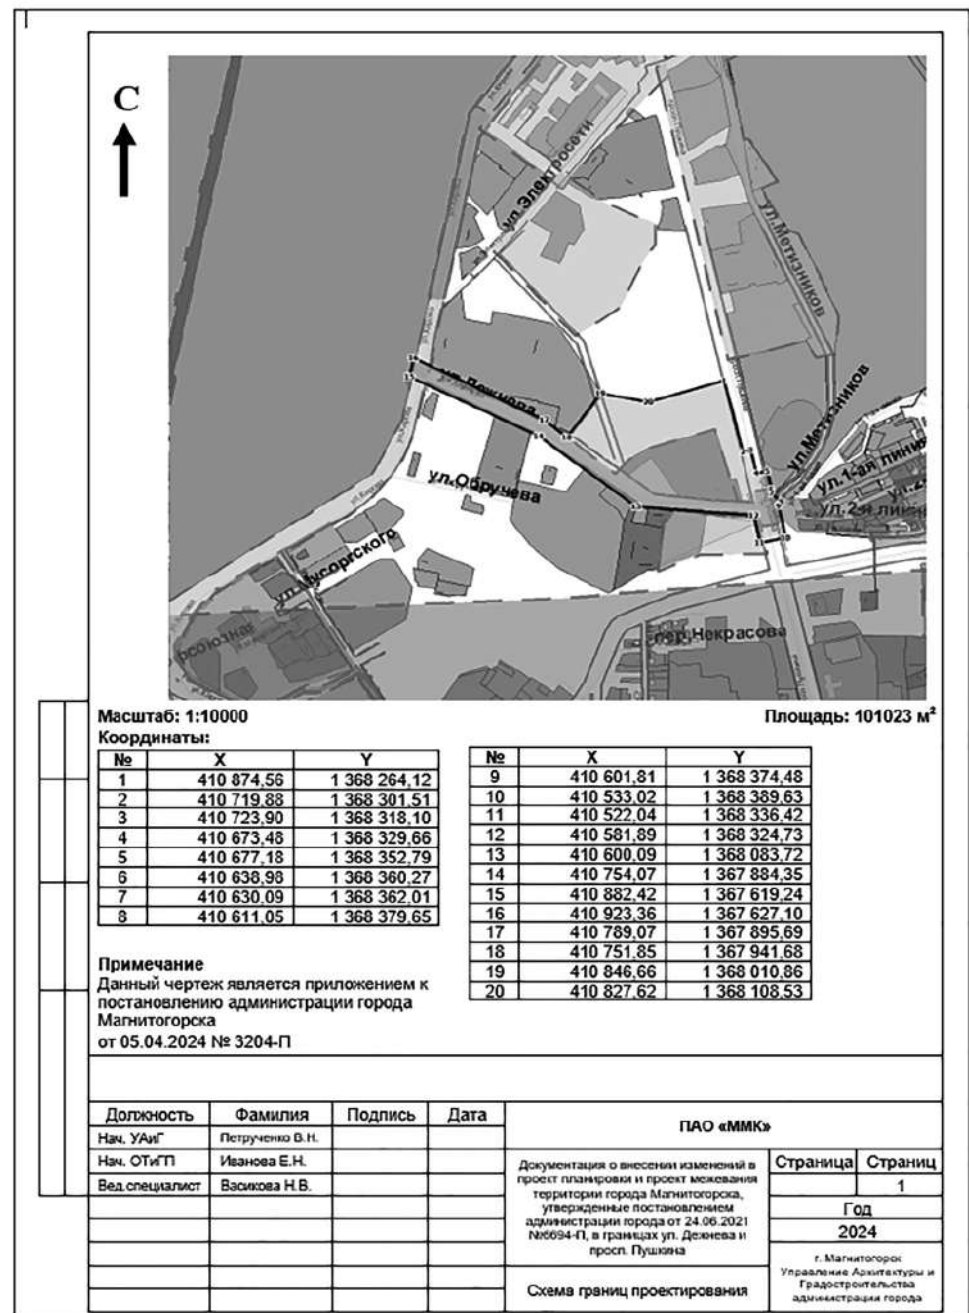 С
ул.Электросети
ул.Метизников
ул.Дежнева
ул.Метизников
ул.1-ая линия
ул.2-я линия
ул.Обручева
ул.Мусоргского
пер.Некрасова
Масштаб: 1:10000
Площадь: 101023 м²
Координаты:
№ X Y
1 410 874,56 1 368 264,12
2 410 719,88 1 368 301,51
3 410 723,90 1 368 318,10
4 410 673,48 1 368 329,66
5 410 677,18 1 368 352,79
6 410 638,98 1 368 360,27
7 410 630,09 1 368 362,01
8 410 611,05 1 368 379,65
№ X Y
9 410 601,81 1 368 374,48
10 410 533,02 1 368 389,63
11 410 522,04 1 368 336,42
12 410 581,89 1 368 324,73
13 410 600,09 1 368 083,72
14 410 754,07 1 367 884,35
15 410 882,42 1 367 619,24
16 410 923,36 1 367 627,10
17 410 789,07 1 367 895,69
18 410 751,85 1 367 941,68
19 410 846,66 1 368 010,86
20 410 827,62 1 368 108,53
Примечание
Данный чертеж является приложением к
постановлению администрации города
Магнитогорска
от 05.04.2024 № 3204-П
Должность Фамилия Подпись Дата
Нач. УАиГ Петрученко В.Н.
Нач. ОТиГП Иванова Е.Н.
Вед.специалист Васикова Н.В.
ПАО «ММК»
Документация о внесении изменений в
проект планировки и проект межевания
территории города Магнитогорска,
утвержденные постановлением
администрации города от 24.06.2021
№6694-П, в границах ул. Дежнева и
просп. Пушкина
Схема границ проектирования
Страница Страниц
1
Год
2024
г. Магнитогорск
Управление Архитектуры и
Градостроительства
администрации города